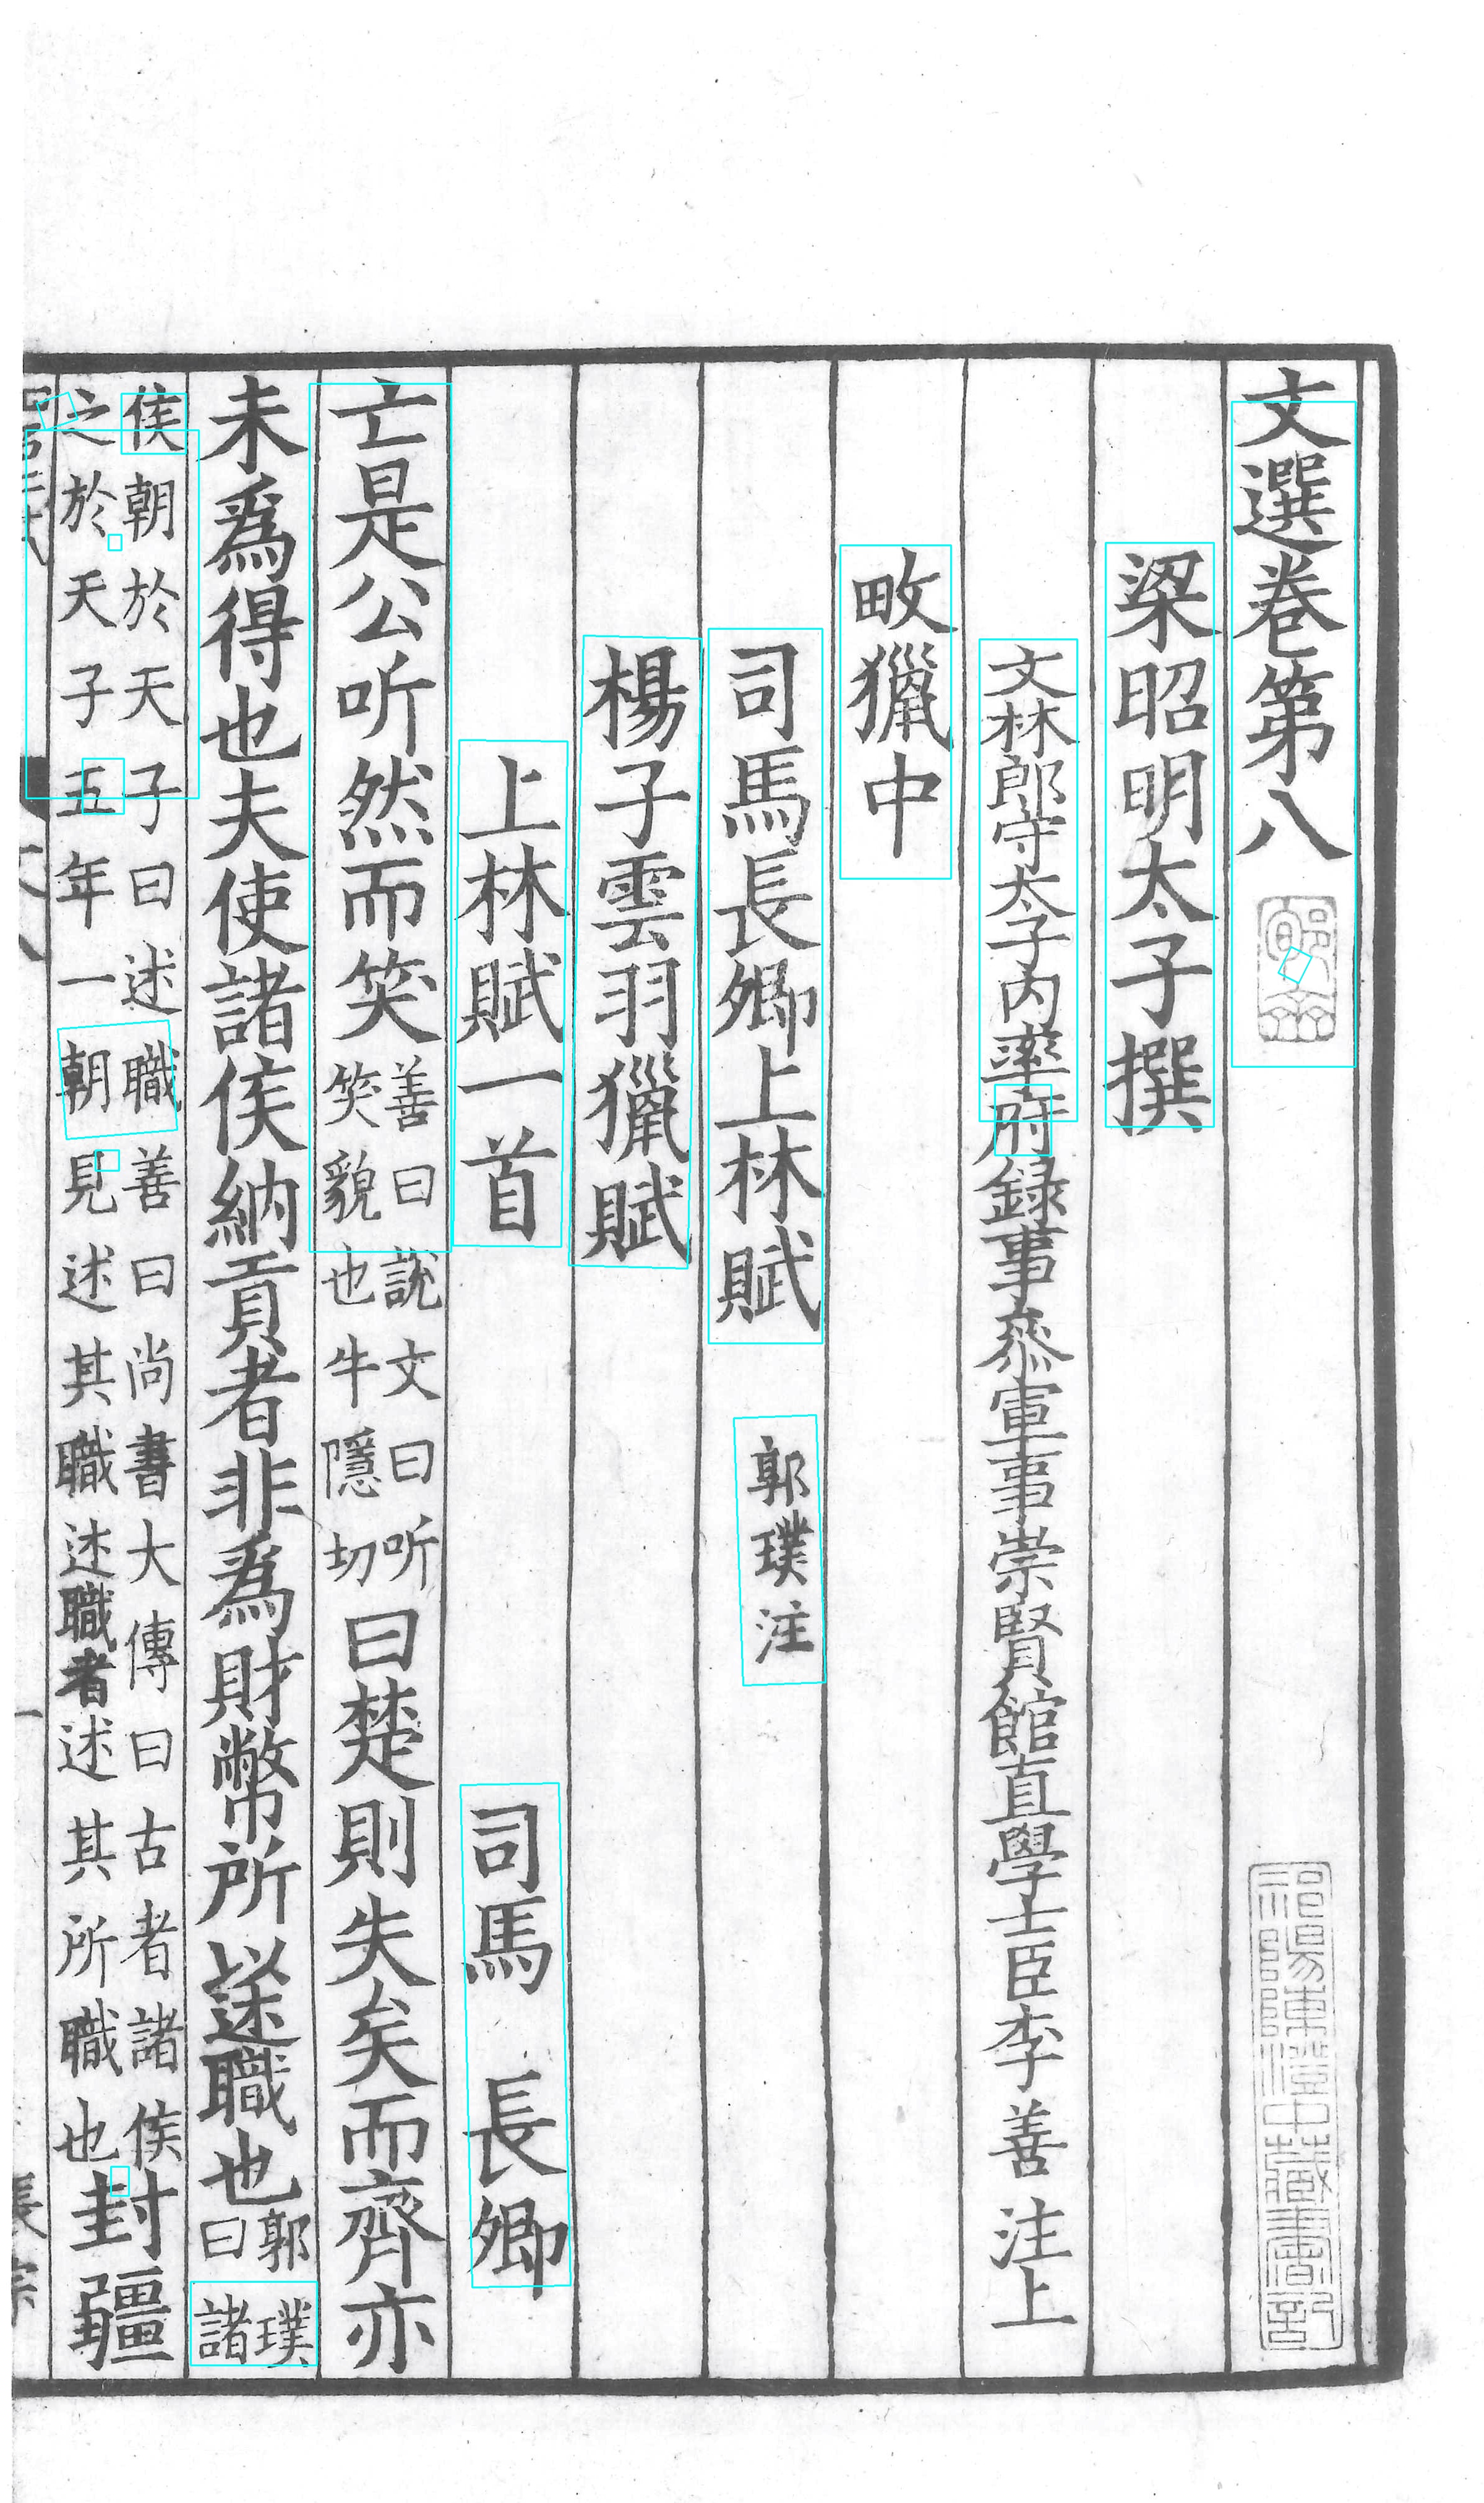 文選卷第八
梁昭明太子撰
文林郎守太子內率府録事參軍事崇賢館直學士臣李善注上
畋獵中
司馬長卿上林賦 郭璞注
楊子雲羽獵賦
上林賦一首 司馬長卿
亡是公听然而笑善曰說文曰听笑貌也牛隱切曰楚則失矣而齊亦
未爲得也夫使諸侯納貢者非爲財幣所以述職也郭璞曰諸
侯朝於天子曰述職善曰尚書大傳曰古者諸侯之於天子五年一朝見述其職述職者述其所職也封疆